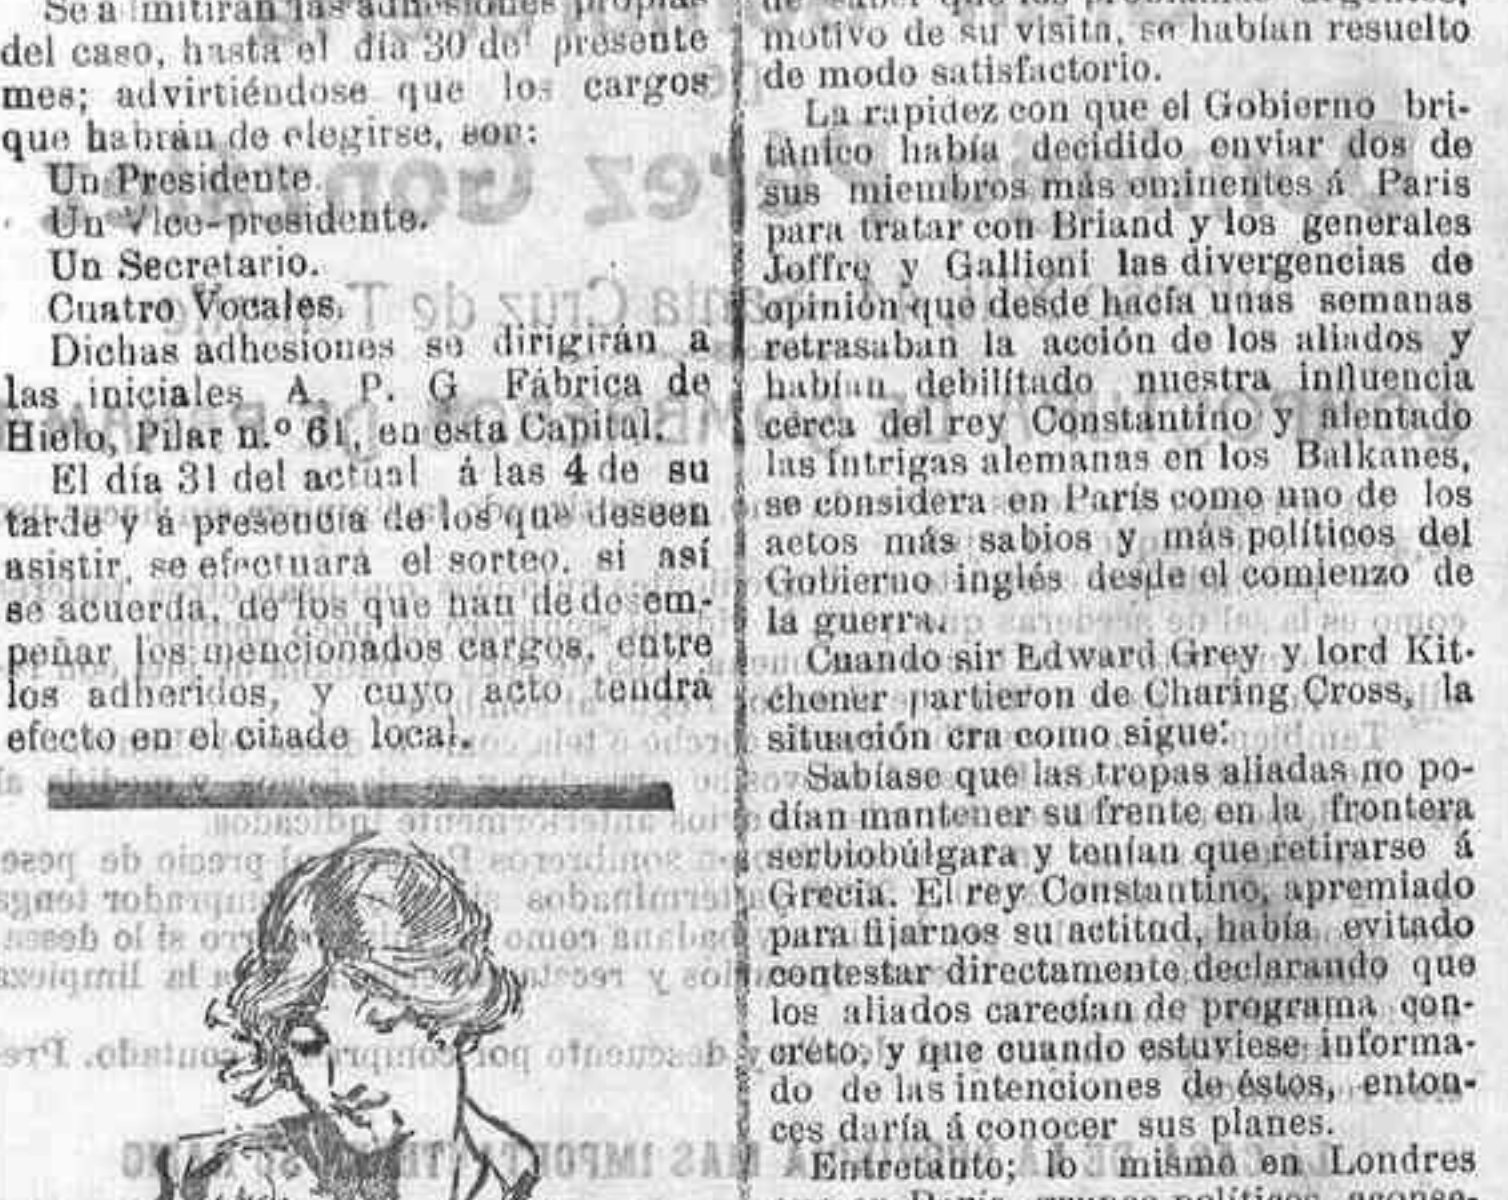 Se admitirán las adhesiones propias
del caso, hasta el día 30 del presente
mes; advirtiéndose que los cargos
que habrán de elegirse, son:
Un Presidente.
Un Vice-presidente.
Un Secretario.
Cuatro Vocales.
Dichas adhesiones se dirigirán a
las iniciales A. P. G Fábrica de
Hielo, Pilar n.º 61, en esta Capital.
El día 31 del actual á las 4 de su
tarde y a presencia de los que deseen
asistir, se efectuará el sorteo, si así
se acuerda, de los que han de desem-
peñar los mencionados cargos, entre
los adheridos, y cuyo acto tendrá
efecto en el citade local.
de saber que los problemas urgentes,
motivo de su visita, se habían resuelto
de modo satisfactorio.
La rapidez con que el Gobierno bri-
tánico había decidido enviar dos de
sus miembros más eminentes á Paris
para tratar con Briand y los generales
Joffre y Gallieni las divergencias de
opinión que desde hacía unas semanas
retrasaban la acción de los aliados y
habían debilitado nuestra influencia
cerca del rey Constantino y alentado
las intrigas alemanas en los Balkanes,
se considera en París como uno de los
actos más sabios y más políticos del
Gobierno inglés desde el comienzo de
la guerra.
Cuando sir Edward Grey y lord Kit-
chener partieron de Charing Cross, la
situación era como sigue:
Sabíase que las tropas aliadas no po-
dían mantener su frente en la frontera
serbiobúlgara y tenían que retirarse á
Grecia. El rey Constantino, apremiado
para fijarnos su actitud, había evitado
contestar directamente declarando que
los aliados carecían de programa con-
creto, y que cuando estuviese informa-
do de las intenciones de éstos, enton-
ces daría á conocer sus planes.
Entretanto; lo mismo en Londres